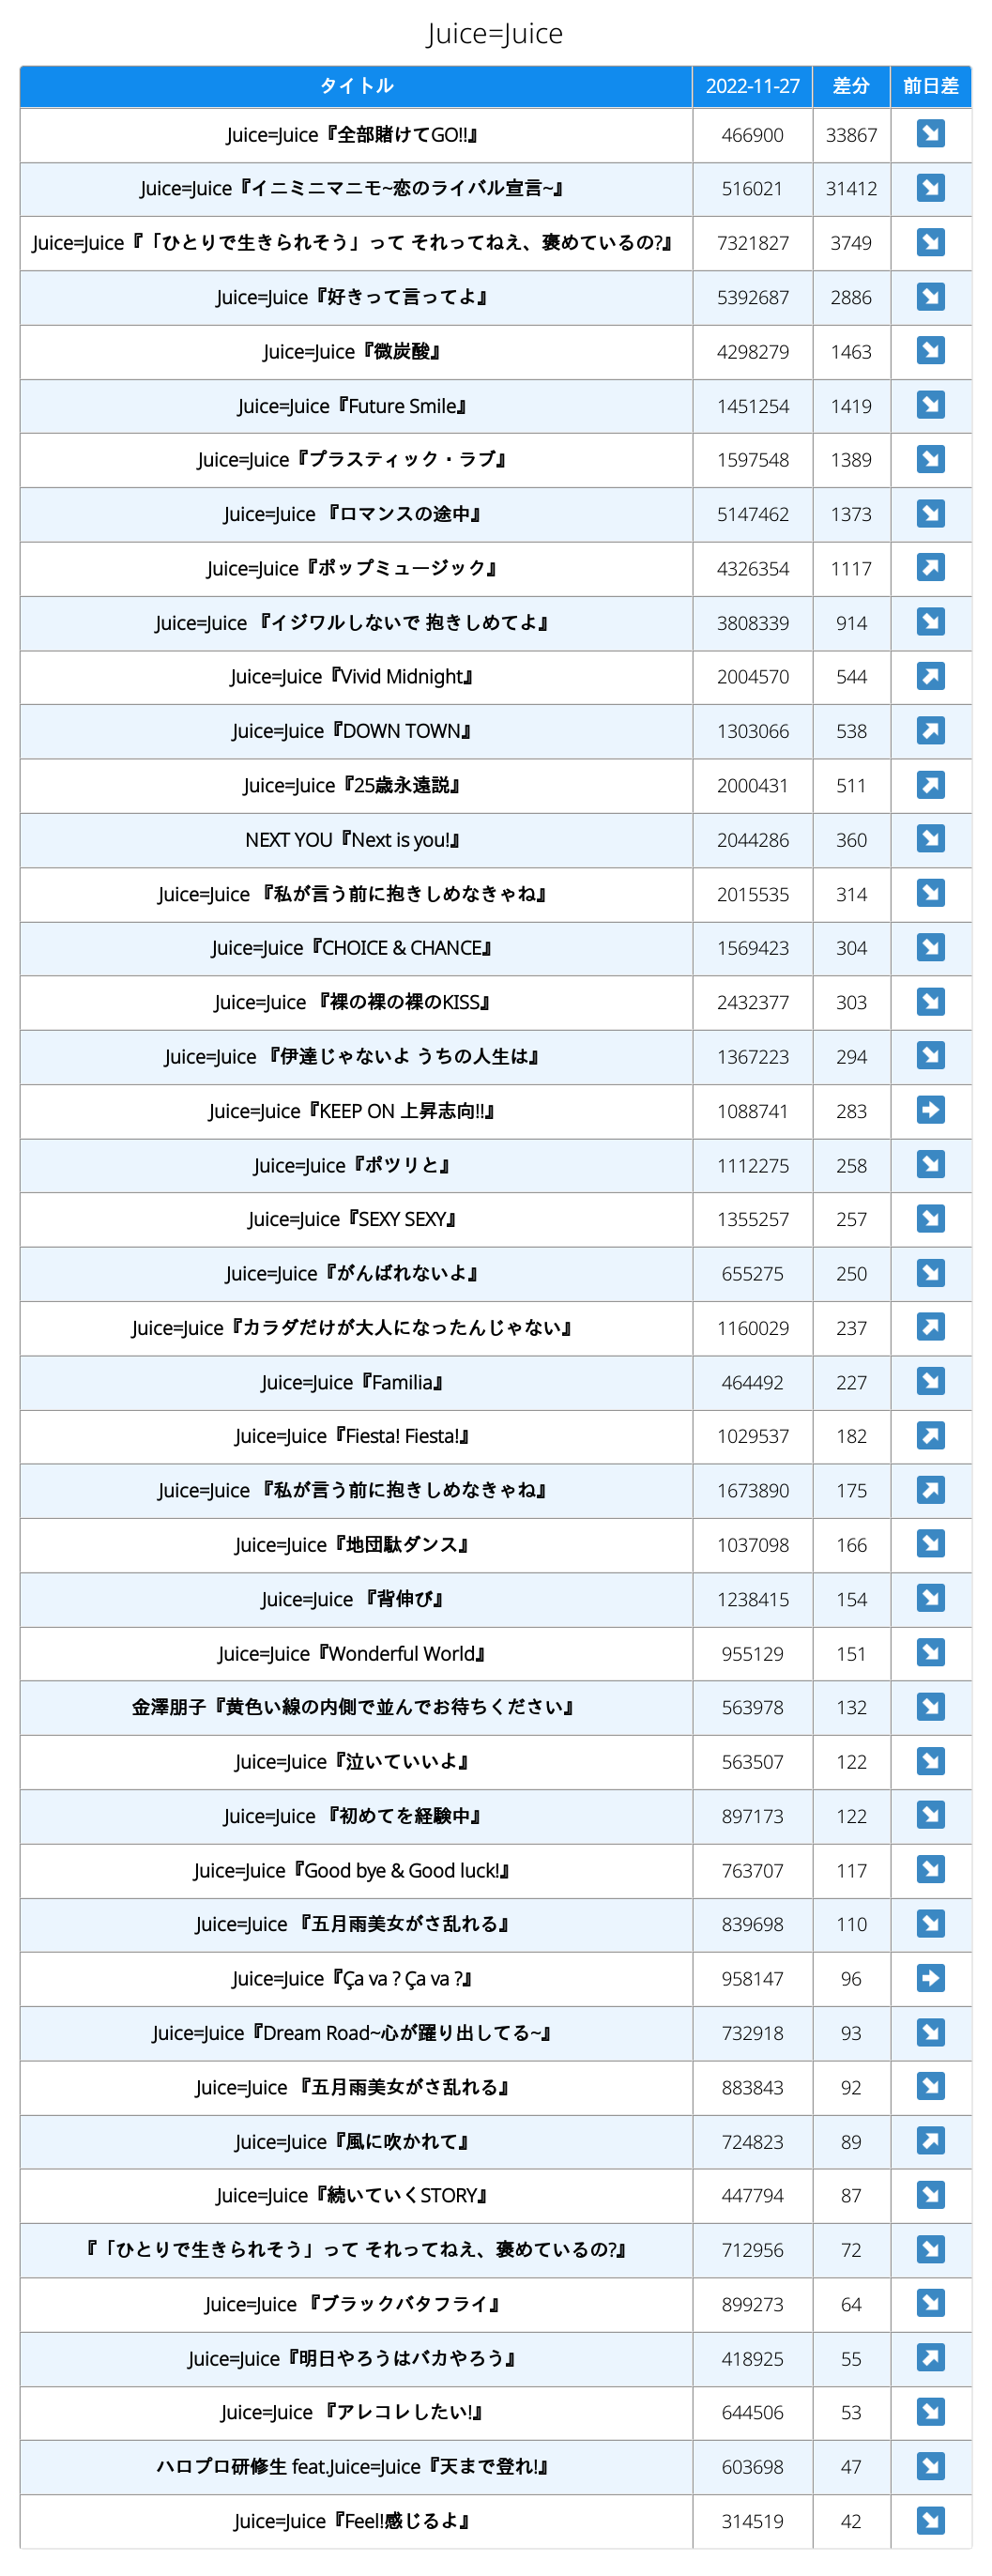 Juice=Juice
タイトル 2022-11-27 差分 前日差
Juice=Juice『全部賭けてGO!!』 466900 33867 ↘
Juice=Juice『イニミニマニモ~恋のライバル宣言~』 516021 31412 ↘
Juice=Juice『「ひとりで生きられそう」って それってねえ、褒めているの?』 7321827 3749 ↘
Juice=Juice『好きって言ってよ』 5392687 2886 ↘
Juice=Juice『微炭酸』 4298279 1463 ↘
Juice=Juice『Future Smile』 1451254 1419 ↘
Juice=Juice『プラスティック・ラブ』 1597548 1389 ↘
Juice=Juice 『ロマンスの途中』 5147462 1373 ↘
Juice=Juice『ポップミュージック』 4326354 1117 ↗
Juice=Juice 『イジワルしないで 抱きしめてよ』 3808339 914 ↘
Juice=Juice『Vivid Midnight』 2004570 544 ↗
Juice=Juice『DOWN TOWN』 1303066 538 ↗
Juice=Juice『25歳永遠説』 2000431 511 ↗
NEXT YOU『Next is you!』 2044286 360 ↘
Juice=Juice 『私が言う前に抱きしめなきゃね』 2015535 314 ↘
Juice=Juice『CHOICE & CHANCE』 1569423 304 ↘
Juice=Juice 『裸の裸の裸のKISS』 2432377 303 ↘
Juice=Juice 『伊達じゃないよ うちの人生は』 1367223 294 ↘
Juice=Juice『KEEP ON 上昇志向!!』 1088741 283 ➡
Juice=Juice『ポツリと』 1112275 258 ↘
Juice=Juice『SEXY SEXY』 1355257 257 ↘
Juice=Juice『がんばれないよ』 655275 250 ↘
Juice=Juice『カラダだけが大人になったんじゃない』 1160029 237 ↗
Juice=Juice『Familia』 464492 227 ↘
Juice=Juice『Fiesta! Fiesta!』 1029537 182 ↗
Juice=Juice 『私が言う前に抱きしめなきゃね』 1673890 175 ↗
Juice=Juice『地団駄ダンス』 1037098 166 ↘
Juice=Juice 『背伸び』 1238415 154 ↘
Juice=Juice『Wonderful World』 955129 151 ↘
金澤朋子『黄色い線の内側で並んでお待ちください』 563978 132 ↘
Juice=Juice『泣いていいよ』 563507 122 ↘
Juice=Juice 『初めてを経験中』 897173 122 ↘
Juice=Juice『Good bye & Good luck!』 763707 117 ↘
Juice=Juice 『五月雨美女がさ乱れる』 839698 110 ↘
Juice=Juice『Ça va ? Ça va ?』 958147 96 ➡
Juice=Juice『Dream Road~心が躍り出してる~』 732918 93 ↘
Juice=Juice 『五月雨美女がさ乱れる』 883843 92 ↘
Juice=Juice『風に吹かれて』 724823 89 ↗
Juice=Juice『続いていくSTORY』 447794 87 ↘
『「ひとりで生きられそう」って それってねえ、褒めているの?』 712956 72 ↘
Juice=Juice 『ブラックバタフライ』 899273 64 ↘
Juice=Juice『明日やろうはバカやろう』 418925 55 ↗
Juice=Juice 『アレコレしたい!』 644506 53 ↘
ハロプロ研修生 feat.Juice=Juice『天まで登れ!』 603698 47 ↘
Juice=Juice『Feel!感じるよ』 314519 42 ↘